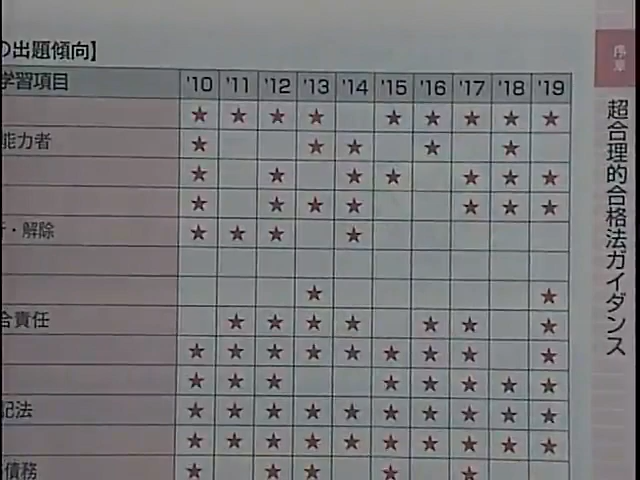 の出題傾向】
学習項目 '10 '11 '12 '13 '14 '15 '16 '17 '18 '19
★ ★ ★ ★ ★ ★ ★ ★ ★
能力者 ★ ★ ★ ★ ★
★ ★ ★ ★ ★ ★ ★
★ ★ ★ ★ ★ ★ ★
・解除 ★ ★ ★ ★
★ ★
合責任 ★ ★ ★ ★ ★ ★ ★
★ ★ ★ ★ ★ ★ ★ ★ ★
★ ★ ★ ★ ★ ★ ★ ★
記法 ★ ★ ★ ★ ★ ★ ★ ★ ★ ★
★ ★ ★ ★ ★ ★ ★ ★ ★ ★
債務 ★ ★ ★ ★ ★
序章
超合理的合格法ガイダンス